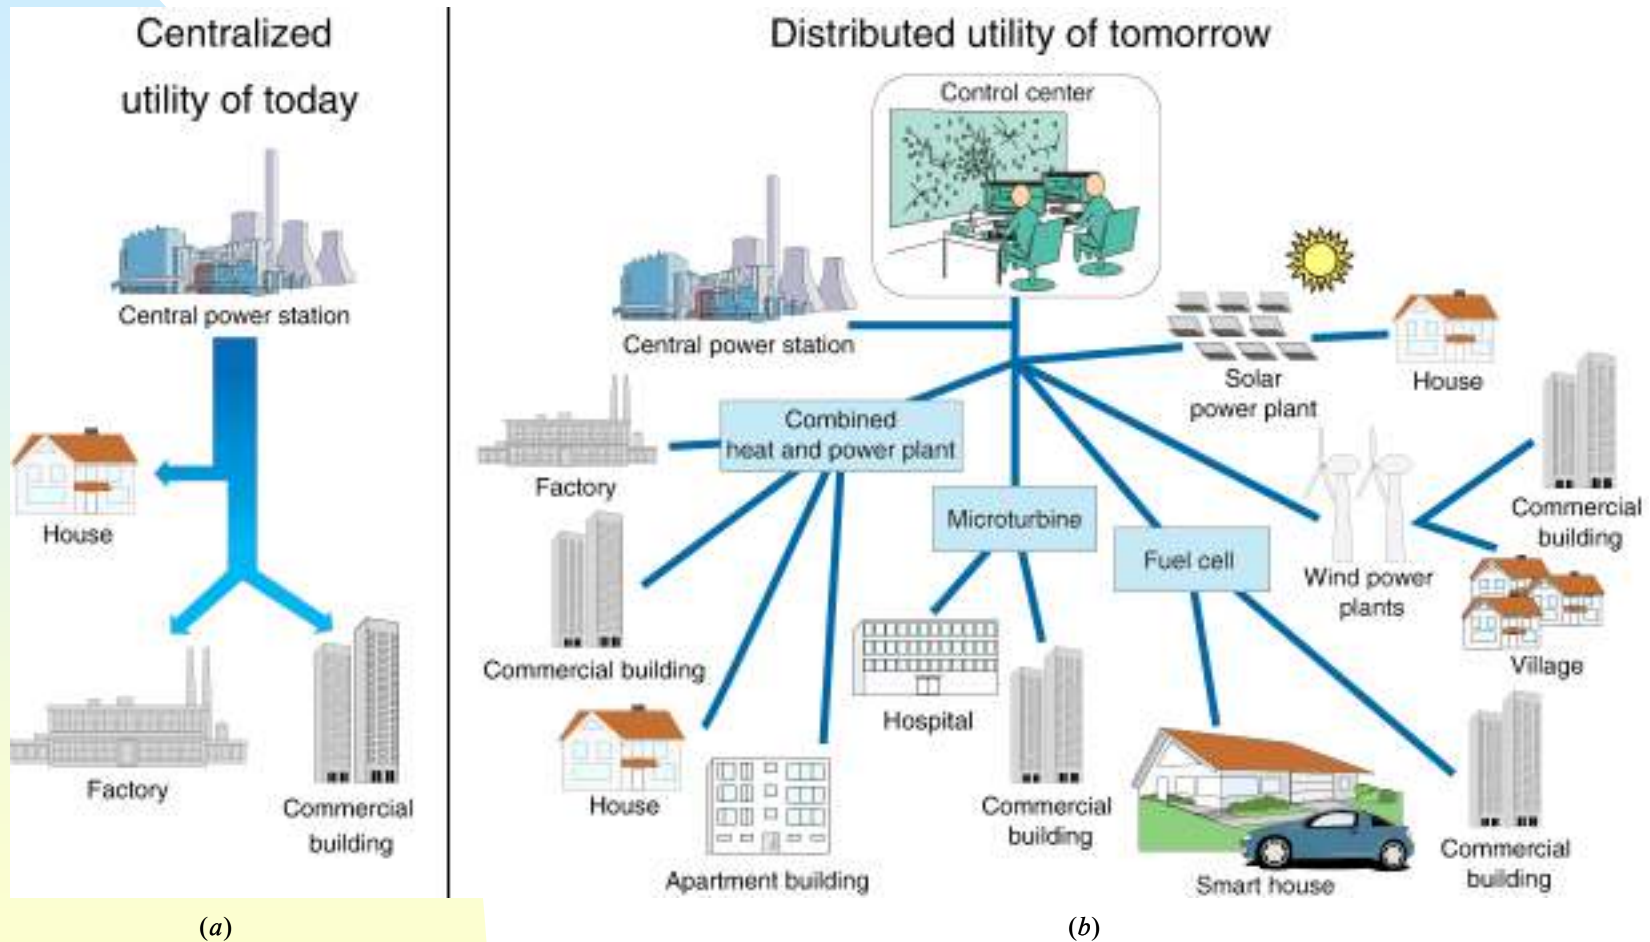 Centralized
utility of today
Central power station
House
Factory
Commercial
building
(a)
Distributed utility of tomorrow
Control center
Central power station
Solar
power plant
House
Combined
heat and power plant
Factory
Commercial
building
Microturbine
Fuel cell
Wind power
plants
Commercial building
Village
Hospital
House
Commercial
building
Apartment building
Smart house
Commercial
building
(b)